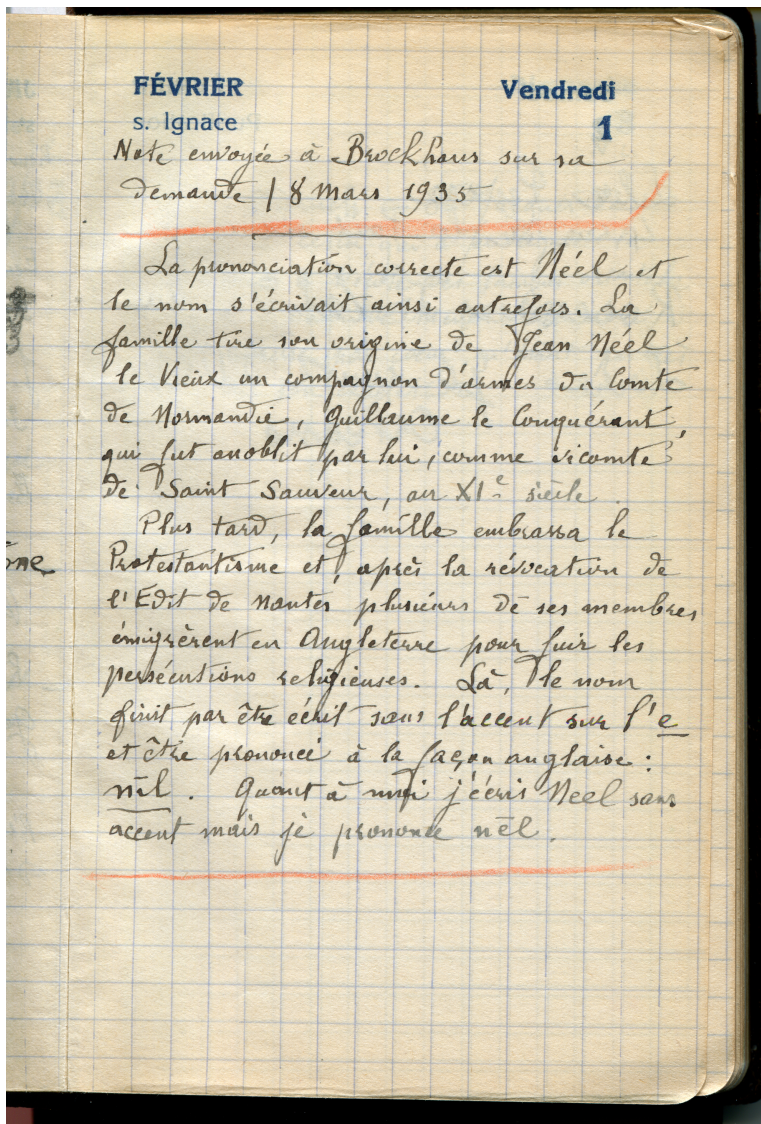 FÉVRIER Vendredi
s. Ignace 1
Note envoyée à Brockhaus sur sa
demande / 8 Mars 1935
La prononciation correcte est Néél et
le nom s'écrivait ainsi autrefois. La
famille tire son origine de Jean Néél
le Vieux un compagnon d'armes du Comte
de Normandie, Guillaume le Conquérant,
qui fut anoblit par lui, comme vicomte
de Saint Sauveur, au XIe siècle.
Plus tard, la famille embrassa le
Protestantisme et, après la révocation de
l'Edit de Nantes plusieurs de ses membres
émigrèrent en Angleterre pour fuir les
persécutions religieuses. Là, le nom
finit par être écrit sans l'accent sur l'e
et être prononcé à la façon anglaise :
nēl. Quant à moi j'écris Neel sans
accent mais je prononce nēl.
ône